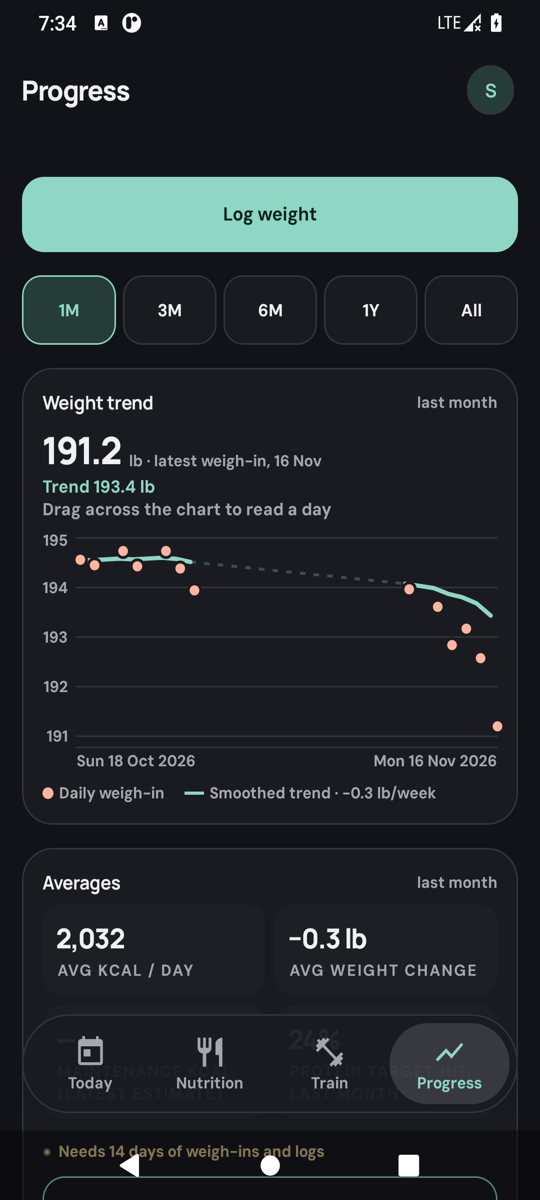 7:34
LTE
Progress
S
Log weight
1M 3M 6M 1Y All
Weight trend last month
191.2 lb · latest weigh-in, 16 Nov
Trend 193.4 lb
Drag across the chart to read a day
195
194
193
192
191
Sun 18 Oct 2026 Mon 16 Nov 2026
Daily weigh-in Smoothed trend · −0.3 lb/week
Averages last month
2,032 −0.3 lb
AVG KCAL / DAY AVG WEIGHT CHANGE
Today Nutrition Train Progress
(LATEST ESTIMATE) LAST MONTH
Needs 14 days of weigh-ins and logs